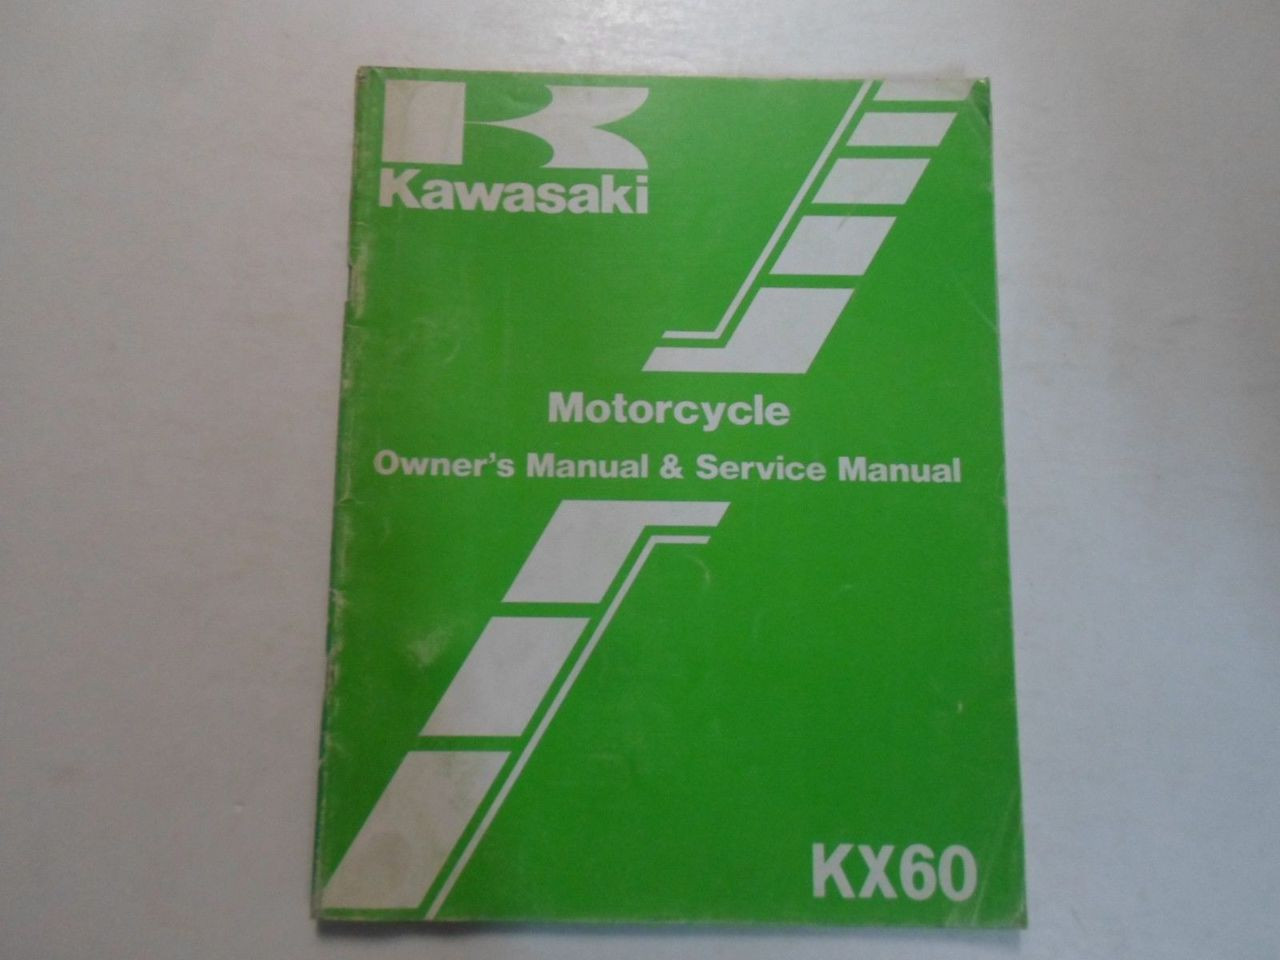 Kawasaki
Motorcycle
Owner's Manual & Service Manual
KX60